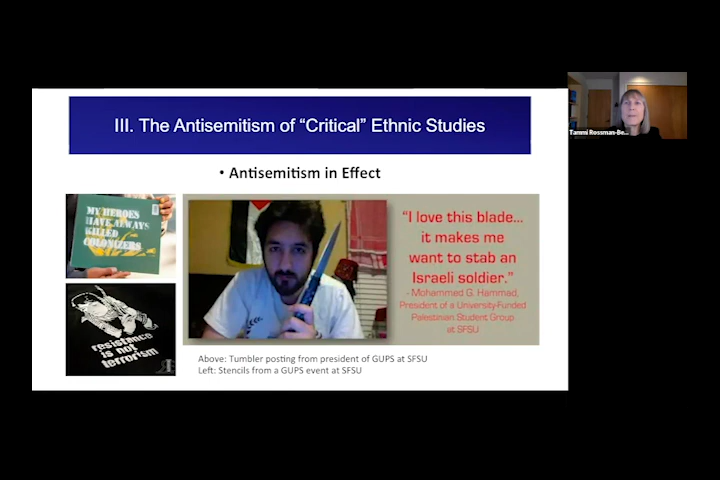 III. The Antisemitism of “Critical” Ethnic Studies
• Antisemitism in Effect
MY HEROES
HAVE ALWAYS
KILLED
COLONIZERS
resistance
is not
terrorism
“I love this blade...
it makes me
want to stab an
Israeli soldier.”
- Mohammed G. Hammad,
President of a University-Funded
Palestinian Student Group
at SFSU
Above: Tumbler posting from president of GUPS at SFSU
Left: Stencils from a GUPS event at SFSU
Tammi Rossman-Be...